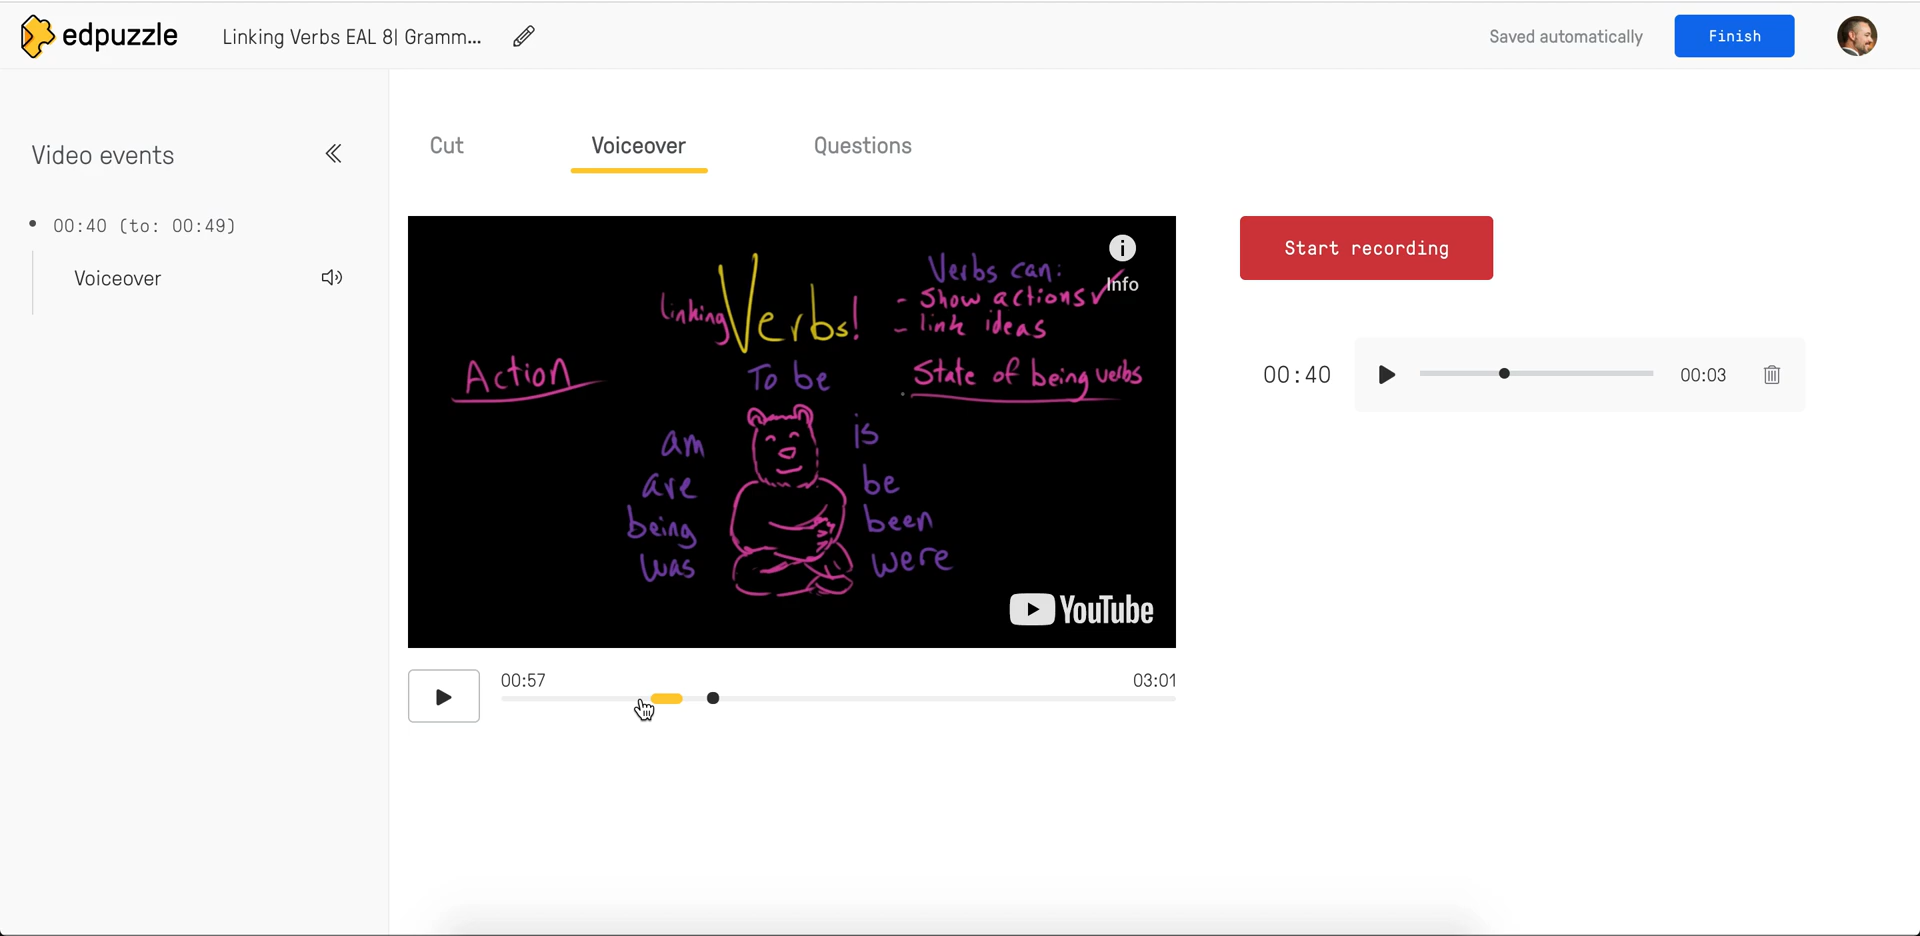 edpuzzle
Linking Verbs EAL 8| Gramm...
Saved automatically
Finish
Video events
00:40 (to: 00:49)
Voiceover
Cut
Voiceover
Questions
linking Verbs!
To be
Action
Verbs can:
- Show actions ✓
- link ideas
State of being verbs
am
are
being
was
is
be
been
were
Info
YouTube
00:57
03:01
Start recording
00:40
00:03